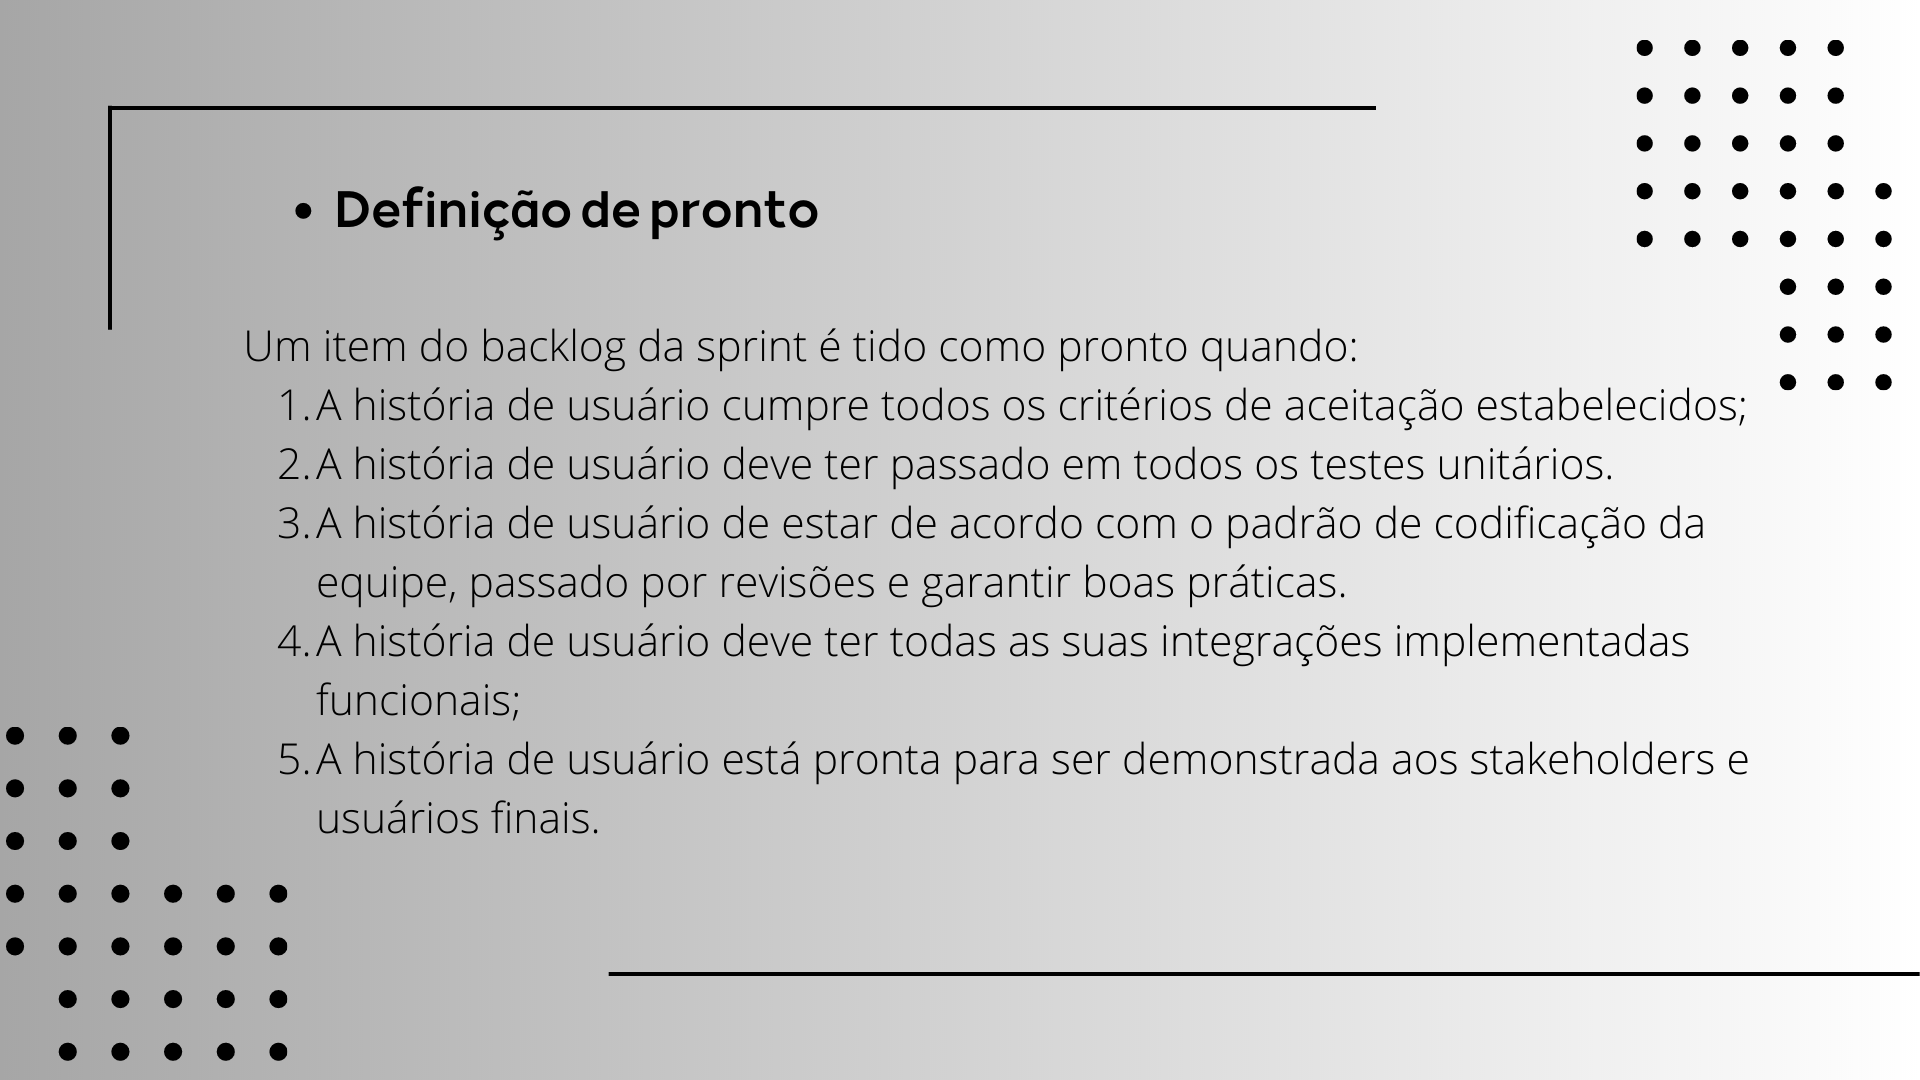 • Definição de pronto
Um item do backlog da sprint é tido como pronto quando:
1. A história de usuário cumpre todos os critérios de aceitação estabelecidos;
2. A história de usuário deve ter passado em todos os testes unitários.
3. A história de usuário de estar de acordo com o padrão de codificação da
equipe, passado por revisões e garantir boas práticas.
4. A história de usuário deve ter todas as suas integrações implementadas
funcionais;
5. A história de usuário está pronta para ser demonstrada aos stakeholders e
usuários finais.